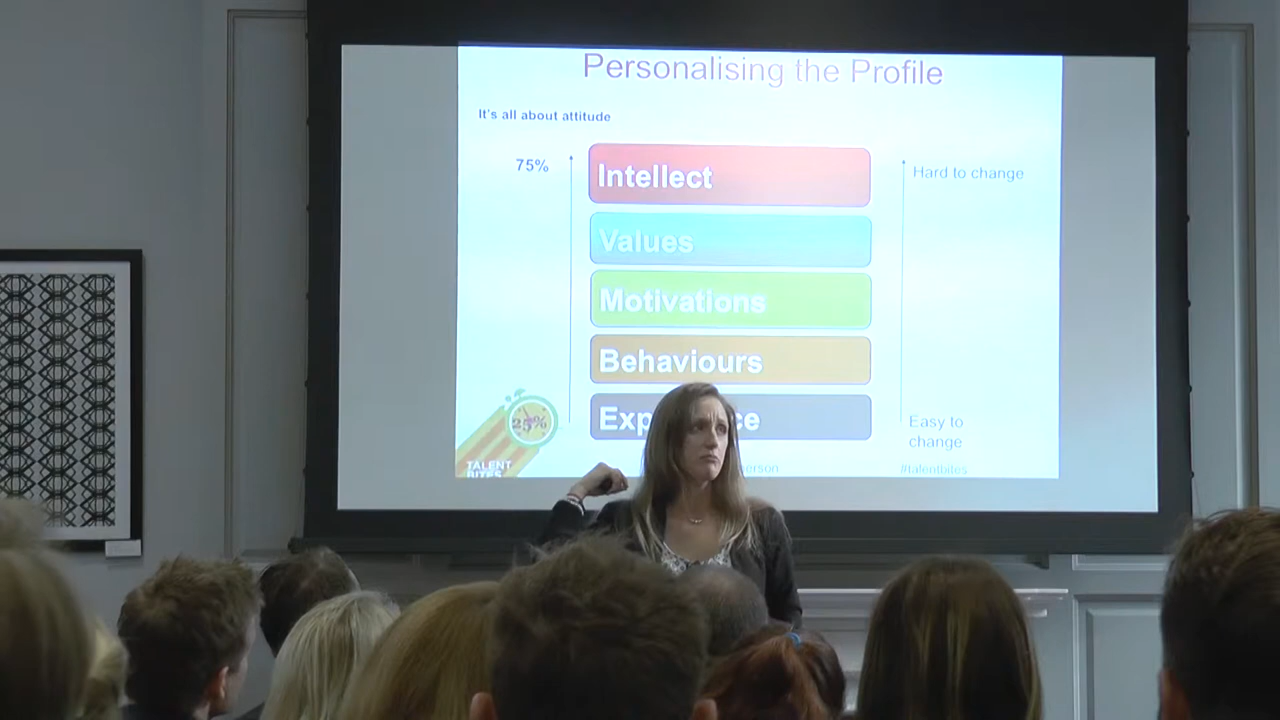 Personalising the Profile
It's all about attitude
75%
Intellect
Hard to change
Values
Motivations
Behaviours
Easy to
change
25%
TALENT
BITES
#talentbites